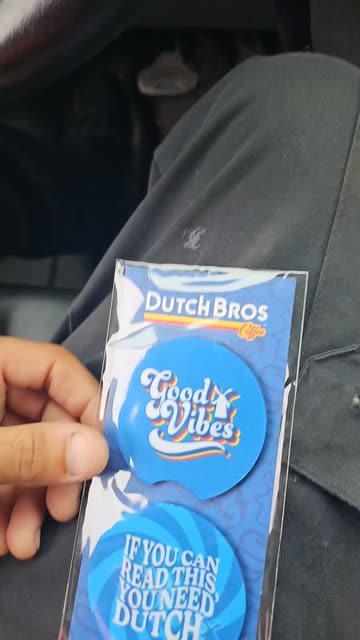 DUTCH BROS
Coffee
Good
Vibes
IF YOU CAN
READ THIS
YOU NEED
DUTCH